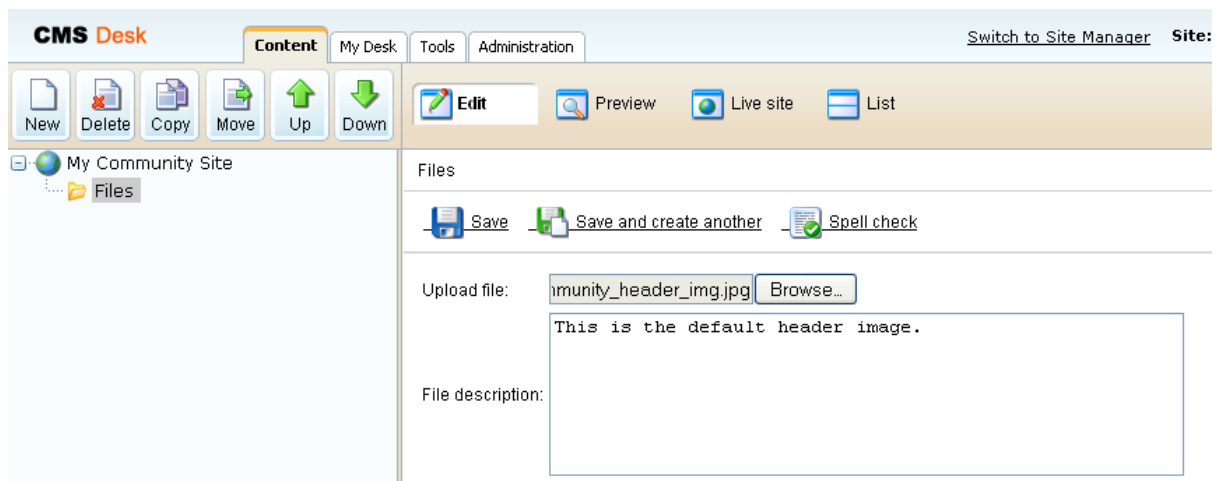 CMS Desk
Content My Desk Tools Administration
Switch to Site Manager Site:
New Delete Copy Move Up Down
Edit Preview Live site List
My Community Site
Files
Files
Save Save and create another Spell check
Upload file: munity_header_img.jpg Browse...
This is the default header image.
File description: